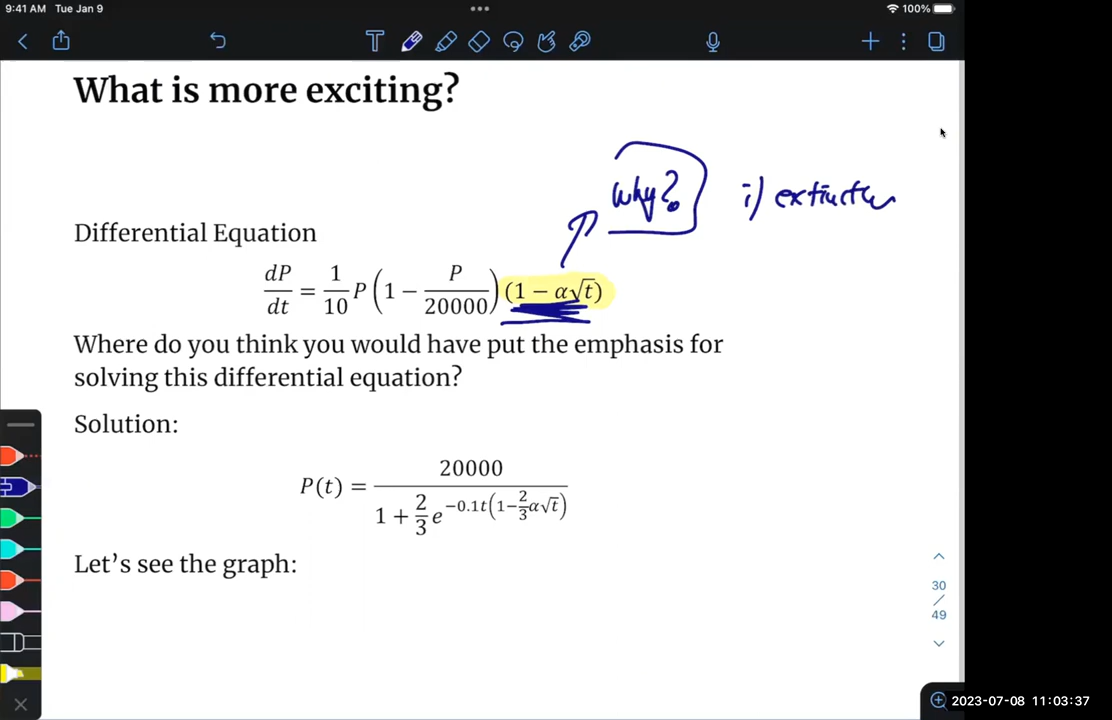 9:41 AM Tue Jan 9
100%
What is more exciting?
why?
i) extinction
Differential Equation
dP/dt = 1/10 P (1 − P/20000) (1 − α√t)
Where do you think you would have put the emphasis for
solving this differential equation?
Solution:
P(t) = 20000 / (1 + 2/3 e^(−0.1t(1−2/3 α√t)))
Let's see the graph:
30
/
49
2023-07-08 11:03:37